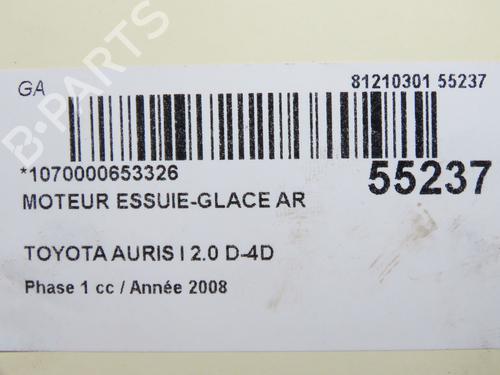 B-PARTS
GA
81210301 55237
*1070000653326
55237
MOTEUR ESSUIE-GLACE AR
TOYOTA AURIS I 2.0 D-4D
Phase 1 cc / Année 2008